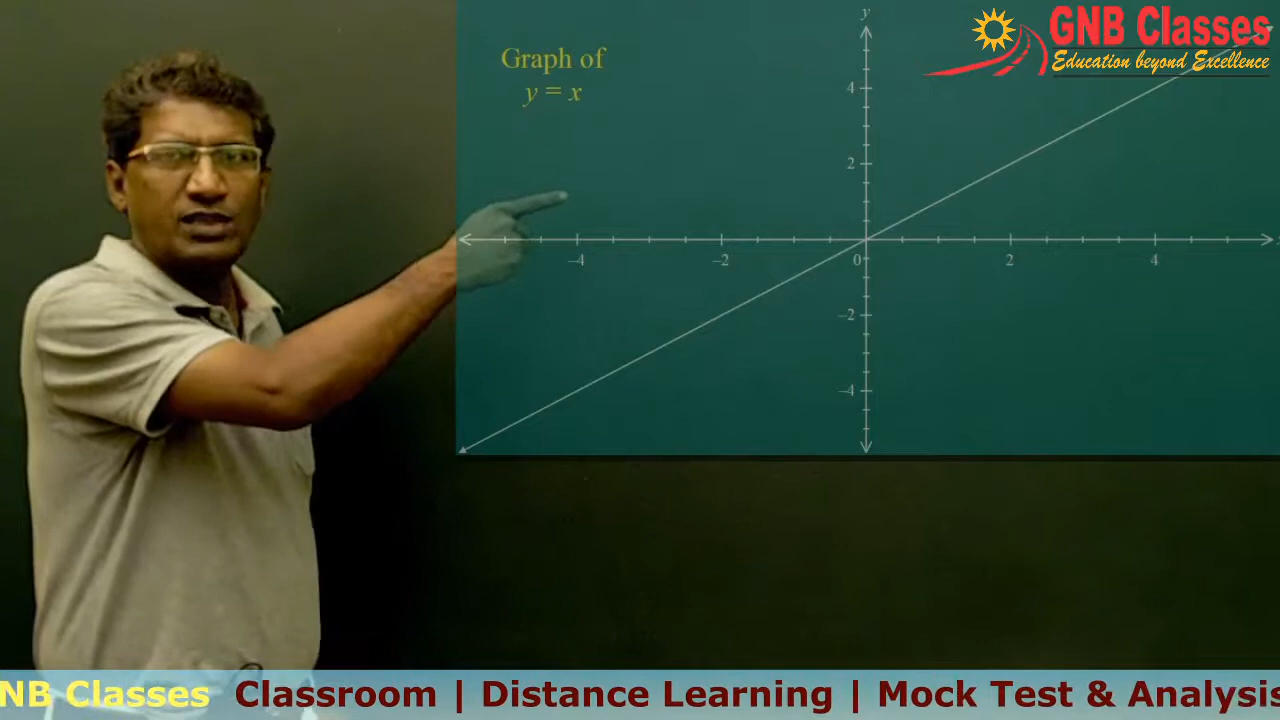 GNB Classes
Education beyond Excellence
Graph of
y = x
y
4
2
–4
–2
0
2
4
–2
–4
NB Classes Classroom | Distance Learning | Mock Test & Analysis